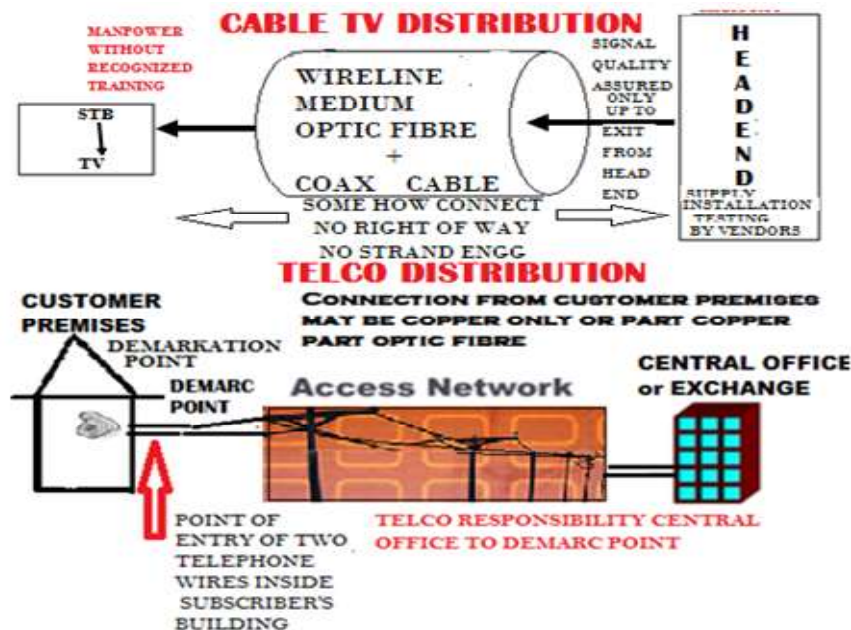 CABLE TV DISTRIBUTION
MANPOWER
WITHOUT
RECOGNIZED
TRAINING
STB
TV
WIRELINE
MEDIUM
OPTIC FIBRE
+
COAX CABLE
SIGNAL
QUALITY
ASSURED
ONLY
UP TO
EXIT
FROM
HEAD
END
HEADEND
SUPPLY
INSTALLATION
TESTING
BY VENDORS
SOME HOW CONNECT
NO RIGHT OF WAY
NO STRAND ENGG
TELCO DISTRIBUTION
CUSTOMER
PREMISES
CONNECTION FROM CUSTOMER PREMISES
MAY BE COPPER ONLY OR PART COPPER
PART OPTIC FIBRE
DEMARKATION
POINT
DEMARC
POINT
Access Network
CENTRAL OFFICE
or EXCHANGE
POINT OF
ENTRY OF TWO
TELEPHONE
WIRES INSIDE
SUBSCRIBER'S
BUILDING
TELCO RESPONSIBILITY CENTRAL
OFFICE TO DEMARC POINT